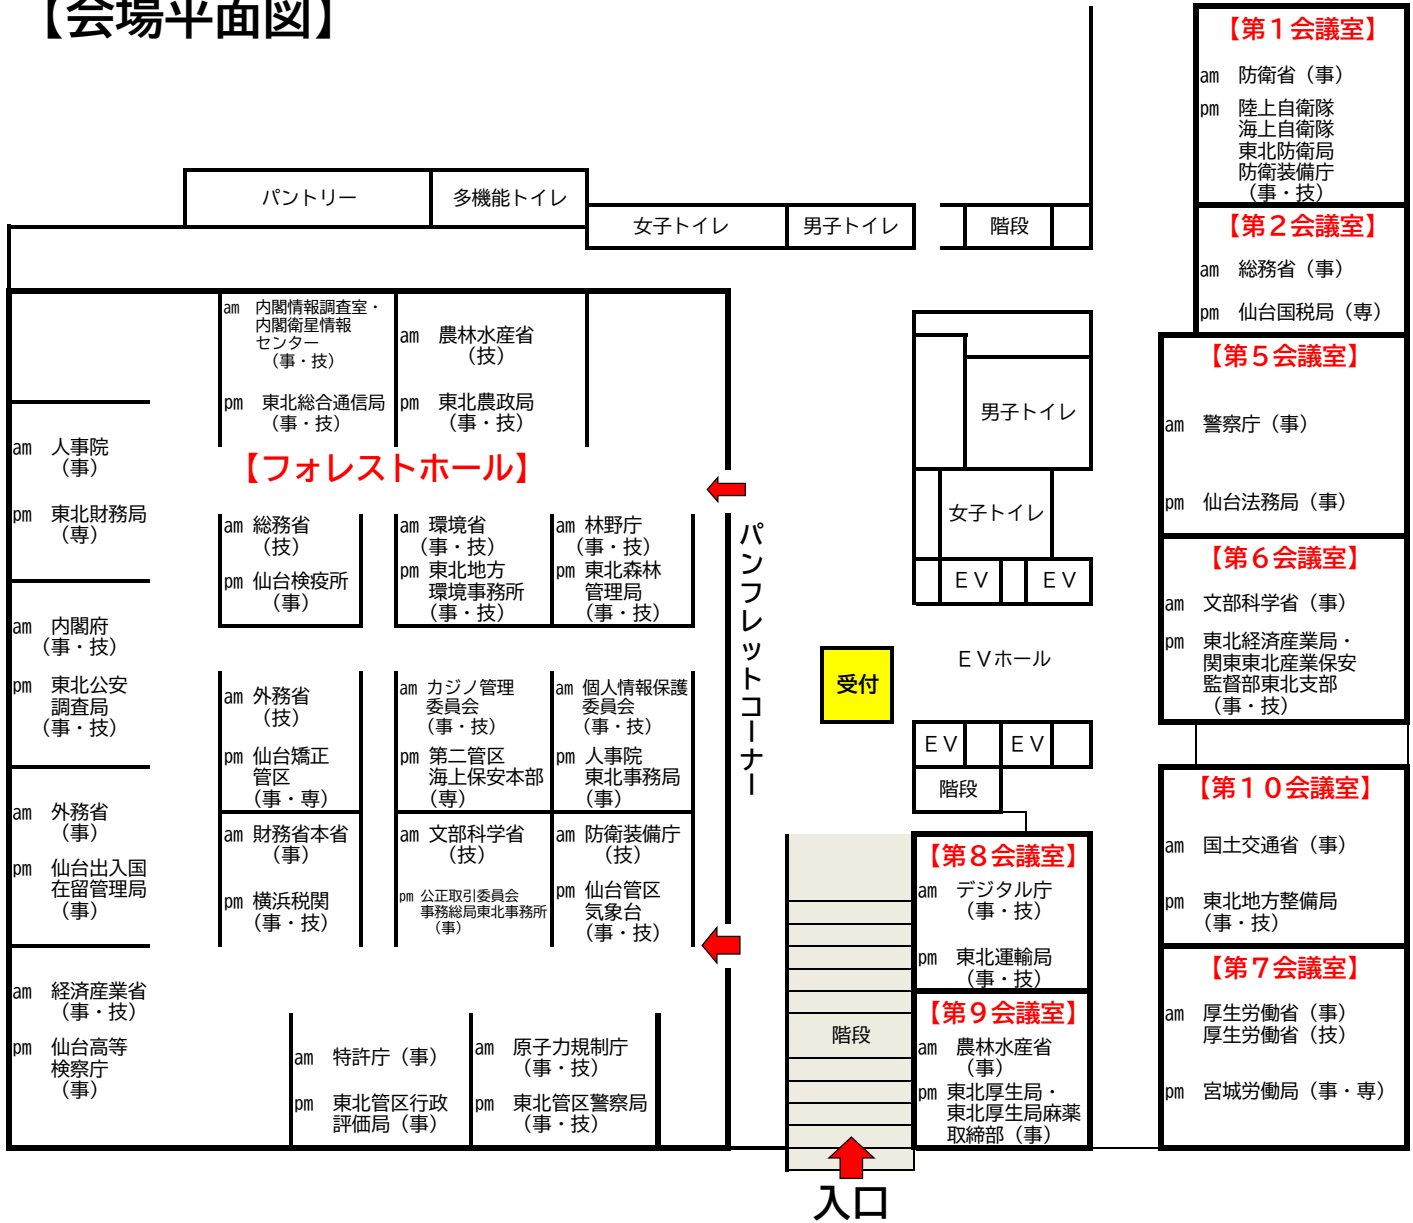 【会場平面図】
【第１会議室】
am 防衛省（事）
pm 陸上自衛隊
海上自衛隊
東北防衛局
防衛装備庁
（事・技）
【第２会議室】
am 総務省（事）
pm 仙台国税局（専）
【第５会議室】
am 警察庁（事）
pm 仙台法務局（事）
【第６会議室】
am 文部科学省（事）
pm 東北経済産業局・
関東東北産業保安
監督部東北支部
（事・技）
【第１０会議室】
am 国土交通省（事）
pm 東北地方整備局
（事・技）
【第７会議室】
am 厚生労働省（事）
厚生労働省（技）
pm 宮城労働局（事・専）
パントリー
多機能トイレ
女子トイレ
男子トイレ
階段
男子トイレ
女子トイレ
ＥＶ
ＥＶ
ＥＶホール
受付
ＥＶ
ＥＶ
階段
【第８会議室】
am デジタル庁
（事・技）
pm 東北運輸局
（事・技）
【第９会議室】
am 農林水産省
（事）
pm 東北厚生局・
東北厚生局麻薬
取締部（事）
階段
入口
パンフレットコーナー
【フォレストホール】
am 内閣情報調査室・
内閣衛星情報
センター
（事・技）
pm 東北総合通信局
（事・技）
am 農林水産省
（技）
pm 東北農政局
（事・技）
am 人事院
（事）
pm 東北財務局
（専）
am 内閣府
（事・技）
pm 東北公安
調査局
（事・技）
am 外務省
（事）
pm 仙台出入国
在留管理局
（事）
am 経済産業省
（事・技）
pm 仙台高等
検察庁
（事）
am 総務省
（技）
pm 仙台検疫所
（事）
am 環境省
（事・技）
pm 東北地方
環境事務所
（事・技）
am 林野庁
（事・技）
pm 東北森林
管理局
（事・技）
am 外務省
（技）
pm 仙台矯正
管区
（事・専）
am カジノ管理
委員会
（事・技）
pm 第二管区
海上保安本部
（専）
am 個人情報保護
委員会
（事・技）
pm 人事院
東北事務局
（事）
am 財務省本省
（事）
pm 横浜税関
（事・技）
am 文部科学省
（技）
pm 公正取引委員会
事務総局東北事務所
（事）
am 防衛装備庁
（技）
pm 仙台管区
気象台
（事・技）
am 特許庁（事）
pm 東北管区行政
評価局（事）
am 原子力規制庁
（事・技）
pm 東北管区警察局
（事・技）